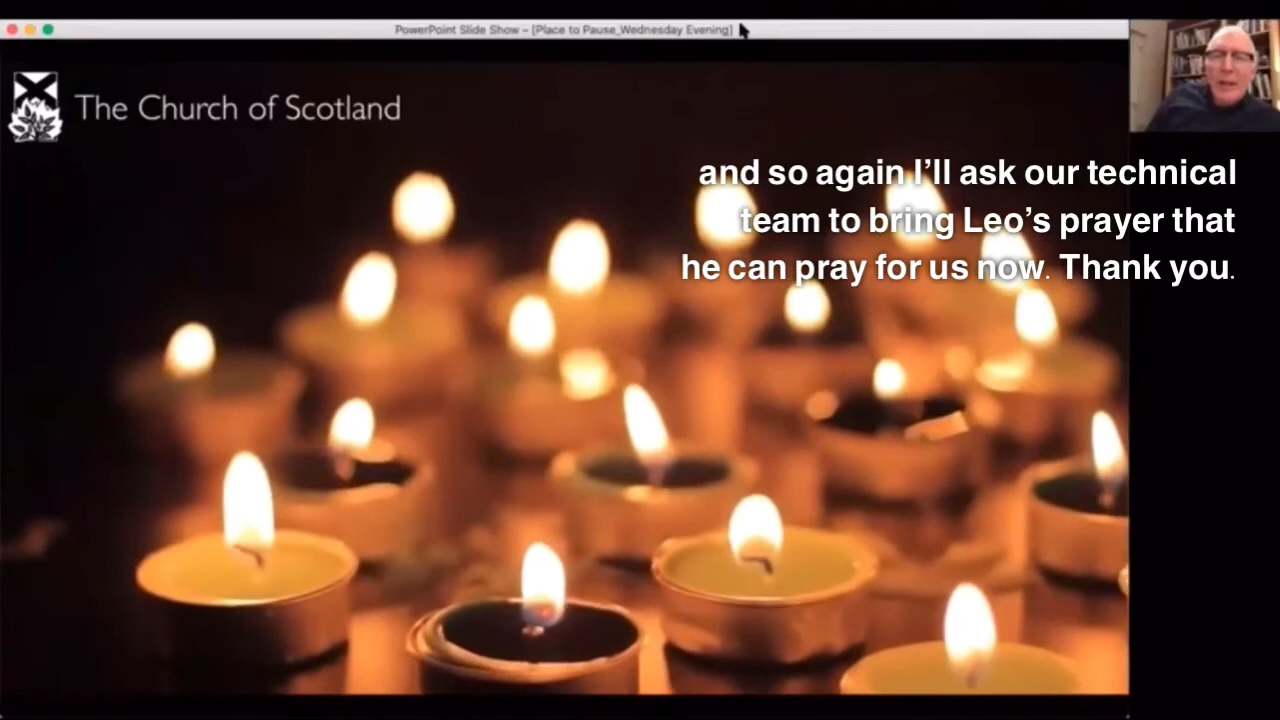 PowerPoint Slide Show – [Place to Pause_Wednesday Evening]
The Church of Scotland
and so again I’ll ask our technical
team to bring Leo’s prayer that
he can pray for us now. Thank you.